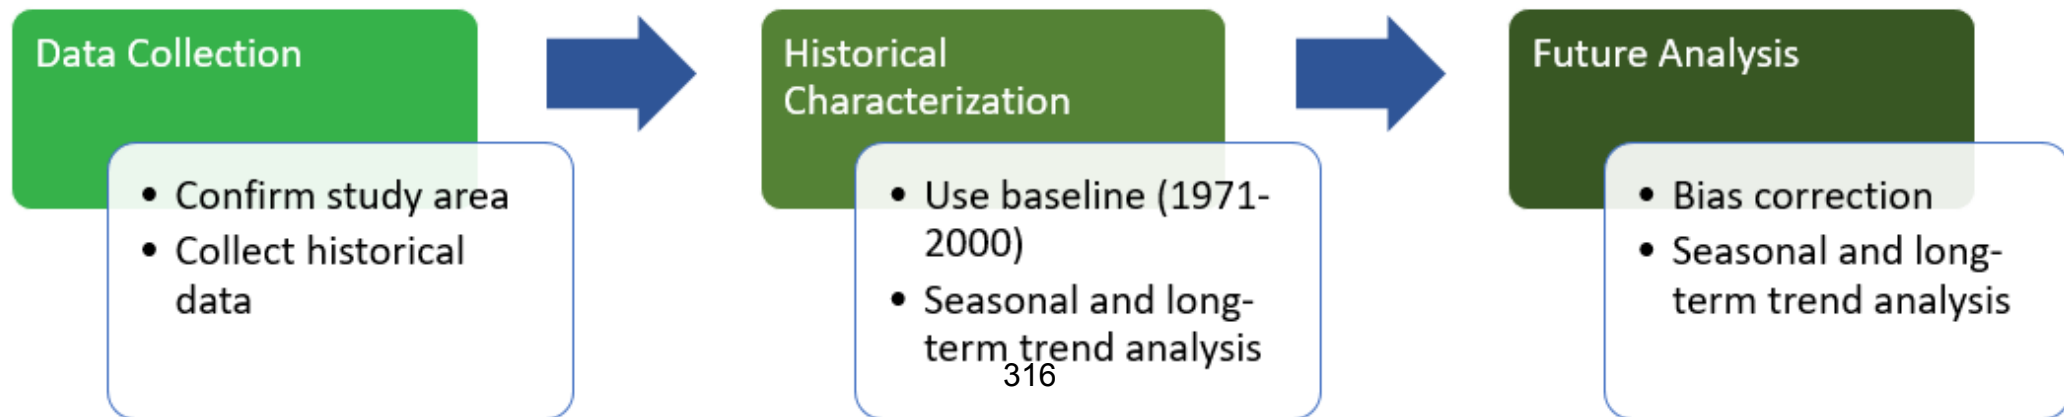 Data Collection
• Confirm study area
• Collect historical
data
Historical
Characterization
• Use baseline (1971-
2000)
• Seasonal and long-
term trend analysis
316
Future Analysis
• Bias correction
• Seasonal and long-
term trend analysis